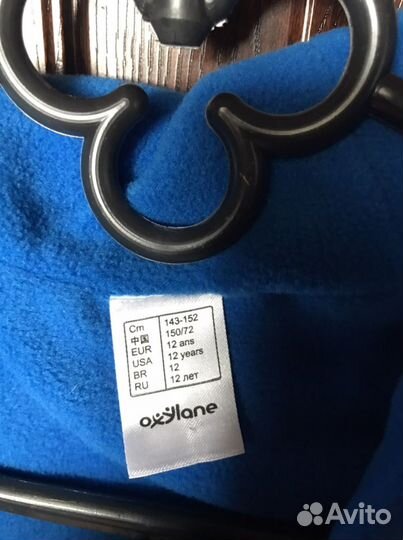 Cm 143-152
中国 150/72
EUR 12 ans
USA 12 years
BR 12
RU 12 лет
oxylane
Avito